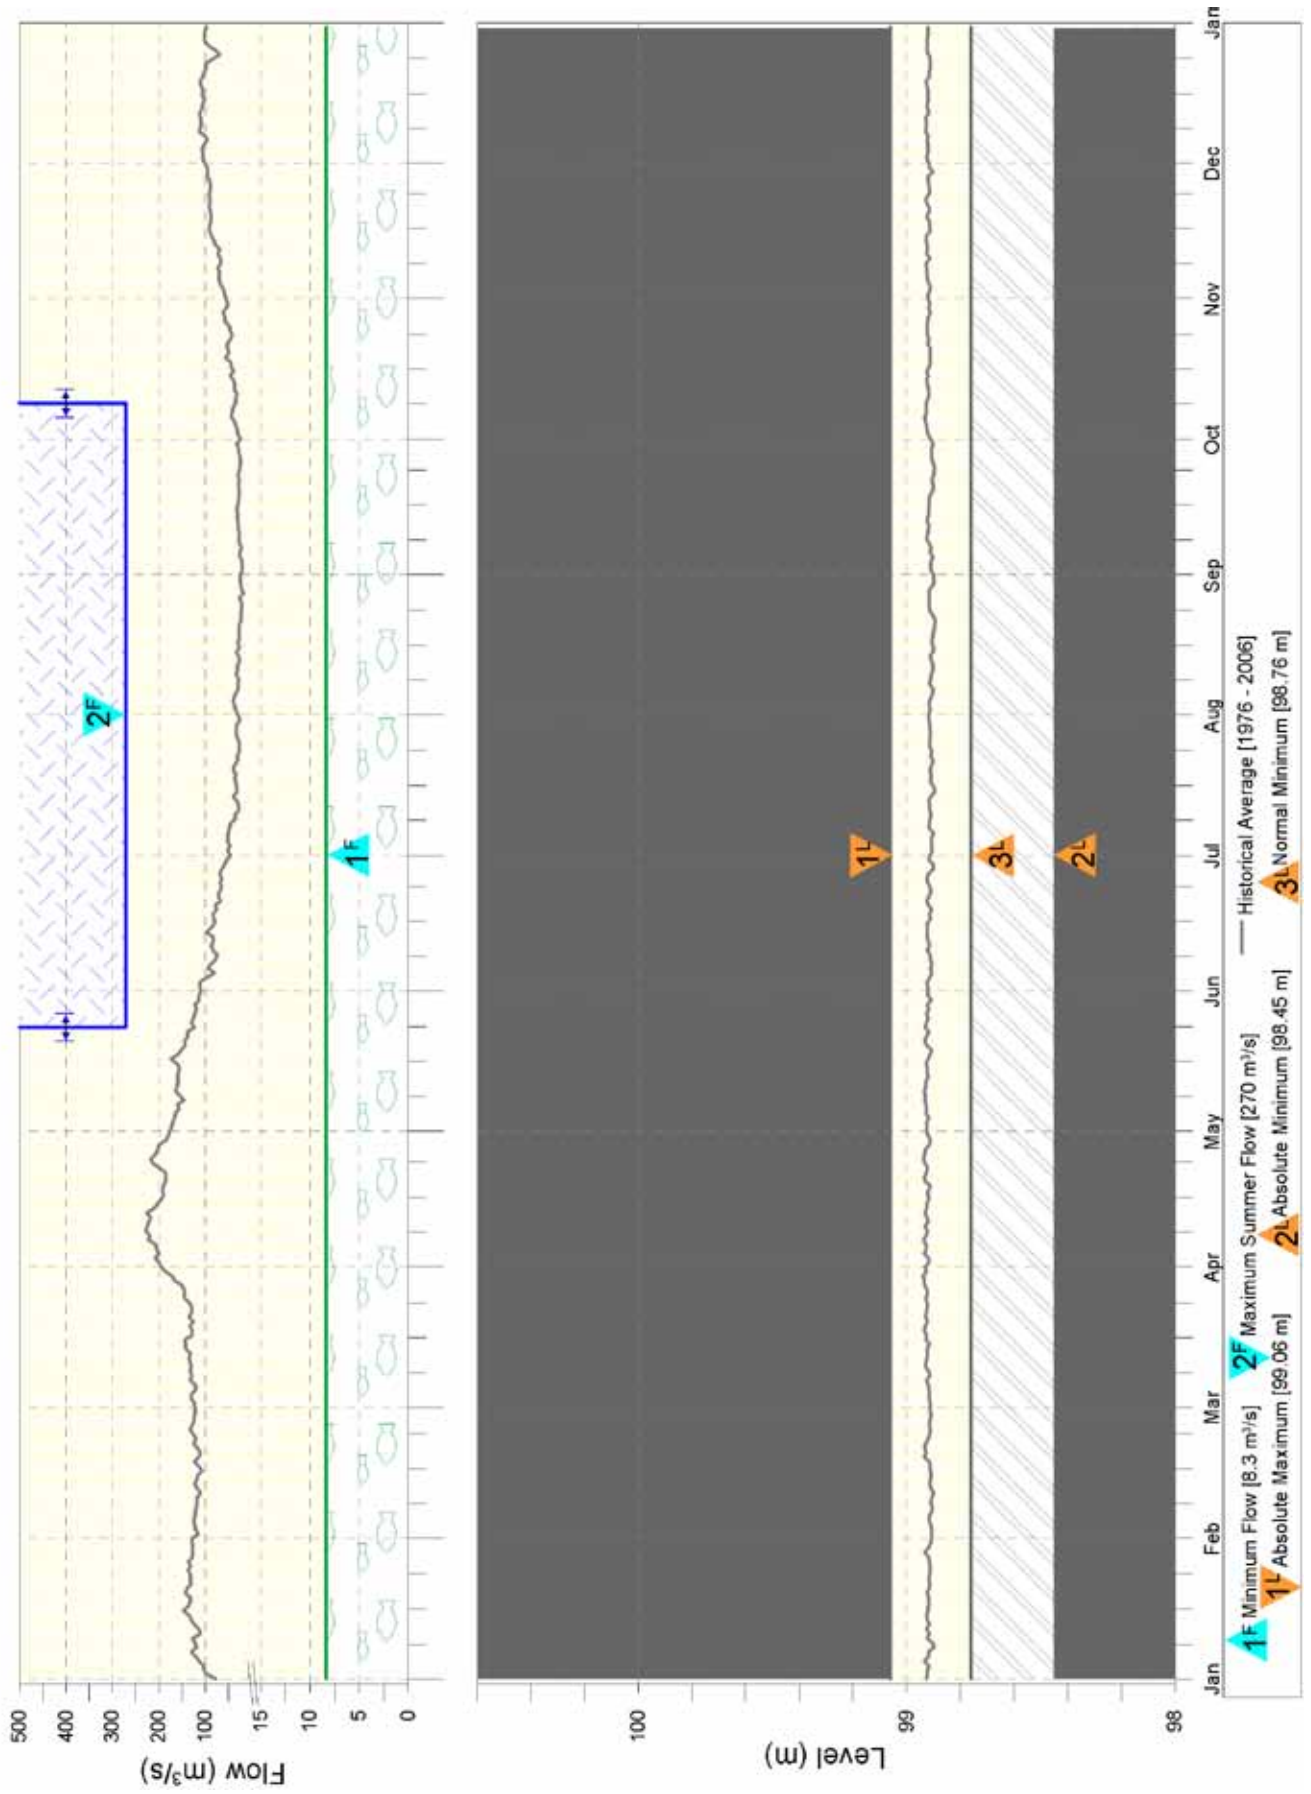 Flow (m³/s)
500
400
300
200
100
15
10
5
0
2F
1F
Level (m)
100
99
98
1L
3L
2L
Jan
Feb
Mar
Apr
May
Jun
Jul
Aug
Sep
Oct
Nov
Dec
Jan
1F Minimum Flow [8.3 m³/s] 2F Maximum Summer Flow [270 m³/s] Historical Average [1976 - 2006]
1L Absolute Maximum [99.06 m] 2L Absolute Minimum [98.45 m] 3L Normal Minimum [98.76 m]